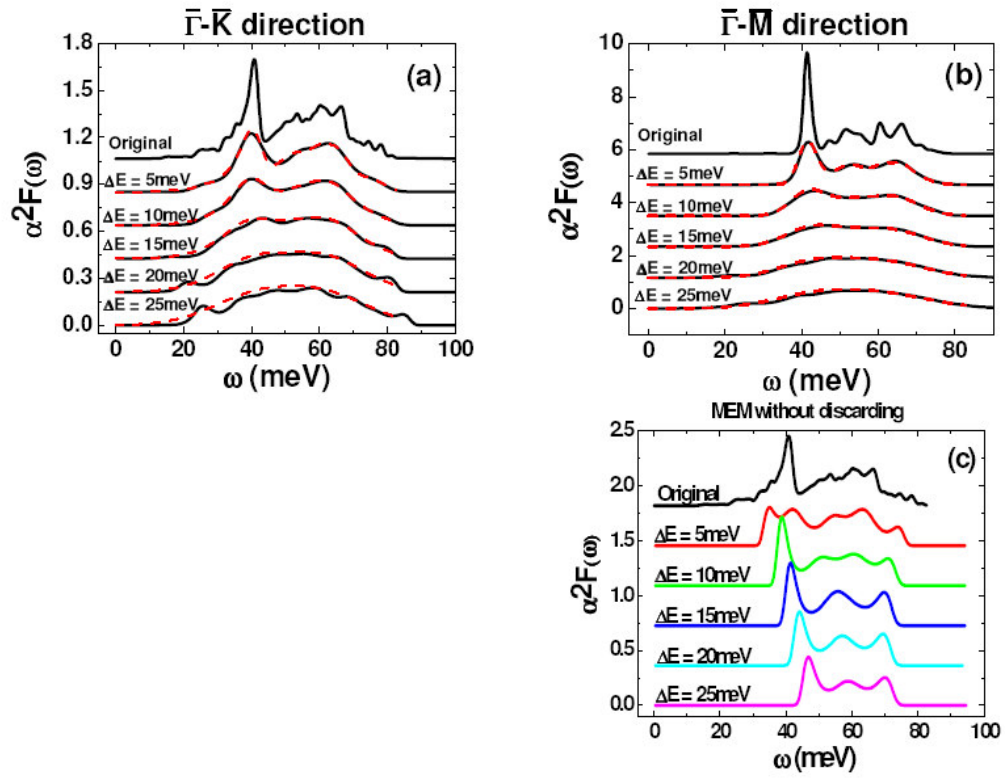 Γ̄-K̄ direction
(a)
α²F(ω)
1.8
1.5
1.2
0.9
0.6
0.3
0.0
Original
ΔE = 5meV
ΔE = 10meV
ΔE = 15meV
ΔE = 20meV
ΔE = 25meV
0 20 40 60 80 100
ω (meV)
Γ̄-M̄ direction
(b)
α²F(ω)
10
8
6
4
2
0
Original
ΔE = 5meV
ΔE = 10meV
ΔE = 15meV
ΔE = 20meV
ΔE = 25meV
0 20 40 60 80
ω (meV)
MEM without discarding
(c)
α²F(ω)
2.5
2.0
1.5
1.0
0.5
0.0
Original
ΔE = 5meV
ΔE = 10meV
ΔE = 15meV
ΔE = 20meV
ΔE = 25meV
0 20 40 60 80 100
ω (meV)